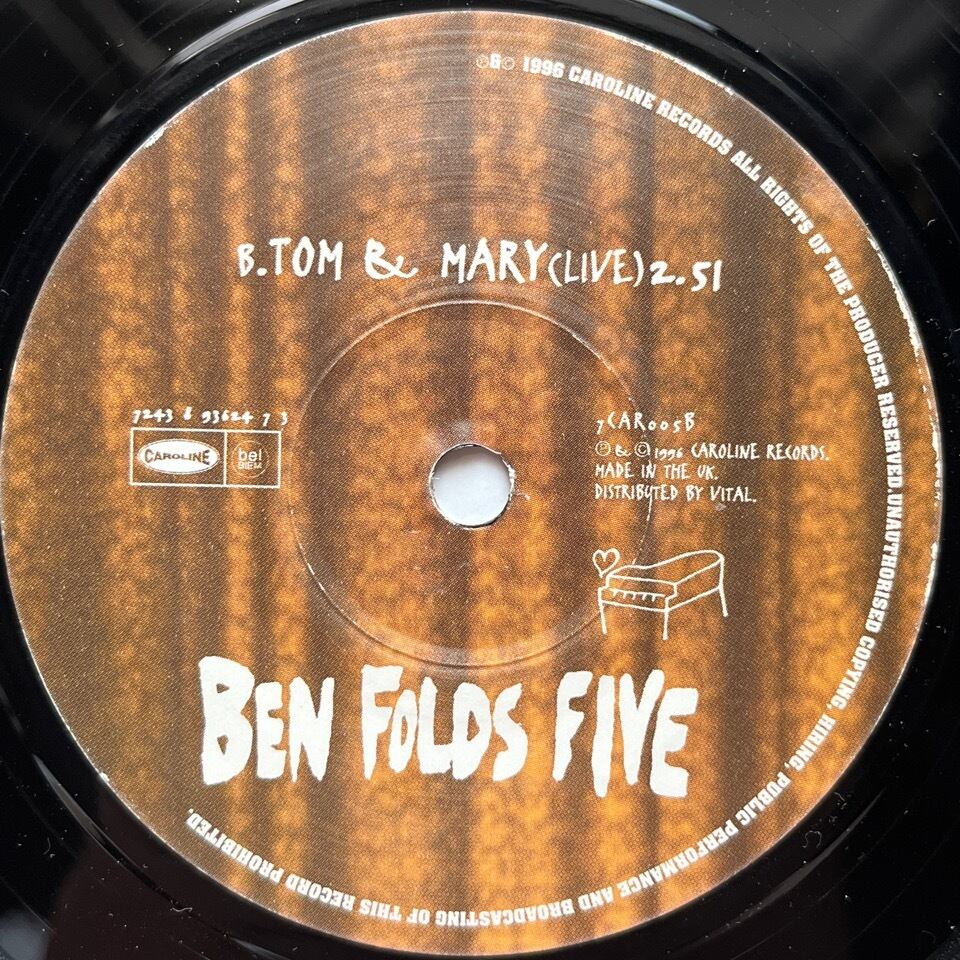 ℗&© 1996 CAROLINE RECORDS ALL RIGHTS OF THE PRODUCER RESERVED. UNAUTHORISED COPYING, HIRING, PUBLIC PERFORMANCE AND BROADCASTING OF THIS RECORD PROHIBITED.
B. TOM & MARY (LIVE) 2.51
7243 8 93624 7 3
CAROLINE
bel
BIEM
7CAR005B
℗ & © 1996 CAROLINE RECORDS.
MADE IN THE UK.
DISTRIBUTED BY VITAL.
BEN FOLDS FIVE